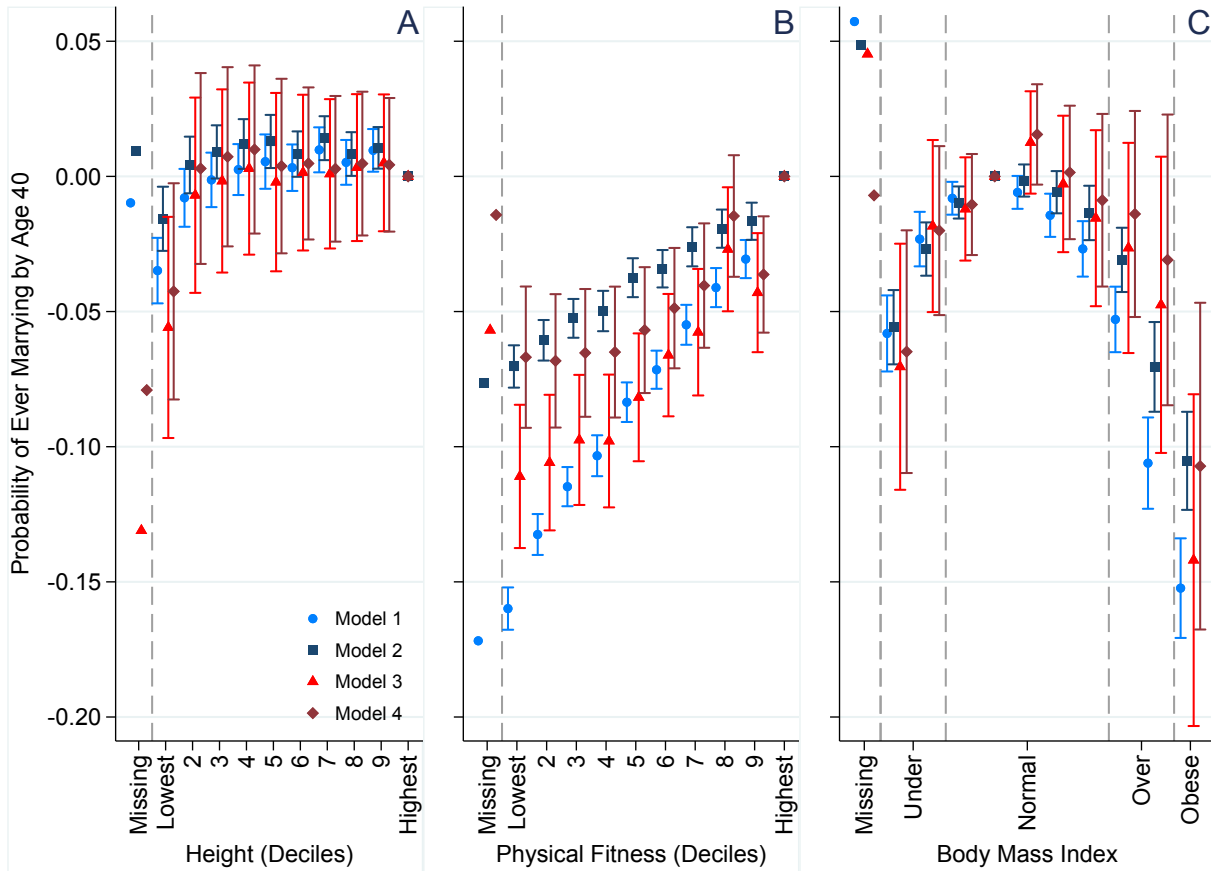 A
B
C
Probability of Ever Marrying by Age 40
0.05
0.00
-0.05
-0.10
-0.15
-0.20
Model 1
Model 2
Model 3
Model 4
Missing
Lowest
2
3
4
5
6
7
8
9
Highest
Height (Deciles)
Missing
Lowest
2
3
4
5
6
7
8
9
Highest
Physical Fitness (Deciles)
Missing
Under
Normal
Over
Obese
Body Mass Index